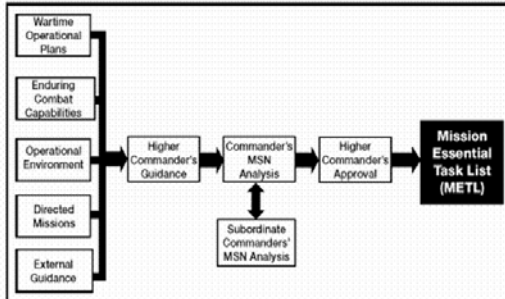 Wartime
Operational
Plans
Enduring
Combat
Capabilities
Operational
Environment
Directed
Missions
External
Guidance
Higher
Commander's
Guidance
Commander's
MSN
Analysis
Subordinate
Commanders'
MSN Analysis
Higher
Commander's
Approval
Mission
Essential
Task List
(METL)